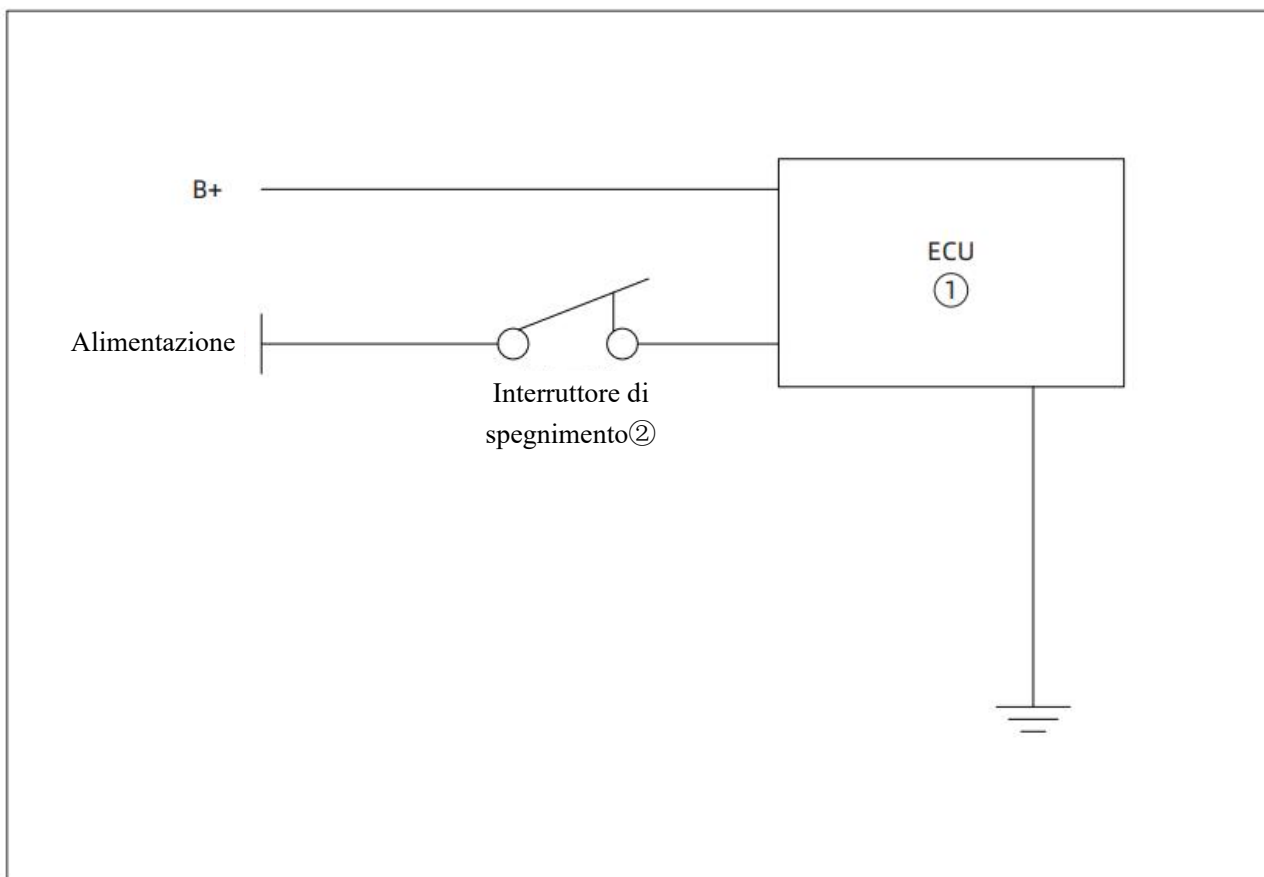 B+
ECU
①
Alimentazione
Interruttore di
spegnimento②